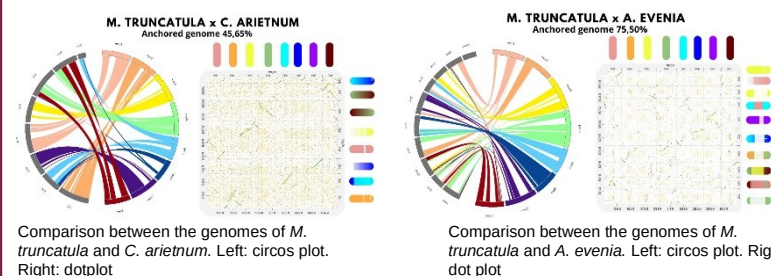 M. TRUNCATULA x C. ARIETNUM
Anchored genome 45,65%
Comparison between the genomes of M.
truncatula and C. arietnum. Left: circos plot.
Right: dotplot
M. TRUNCATULA x A. EVENIA
Anchored genome 75,50%
Comparison between the genomes of M.
truncatula and A. evenia. Left: circos plot. Rig
dot plot